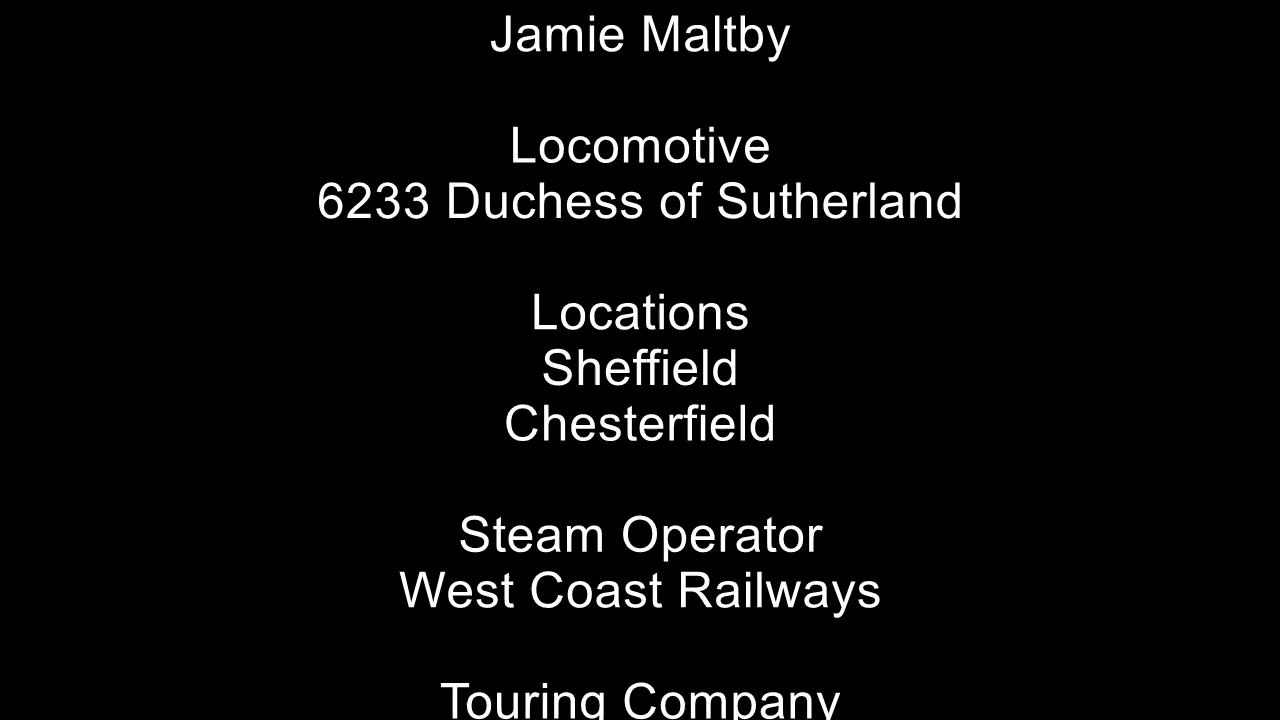 Jamie Maltby
Locomotive
6233 Duchess of Sutherland
Locations
Sheffield
Chesterfield
Steam Operator
West Coast Railways
Touring Company